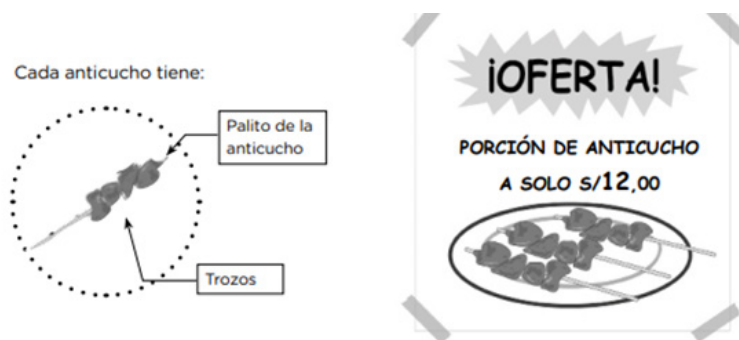 Cada anticucho tiene:
Palito de la
anticucho
Trozos
¡OFERTA!
PORCIÓN DE ANTICUCHO
A SOLO S/12,00